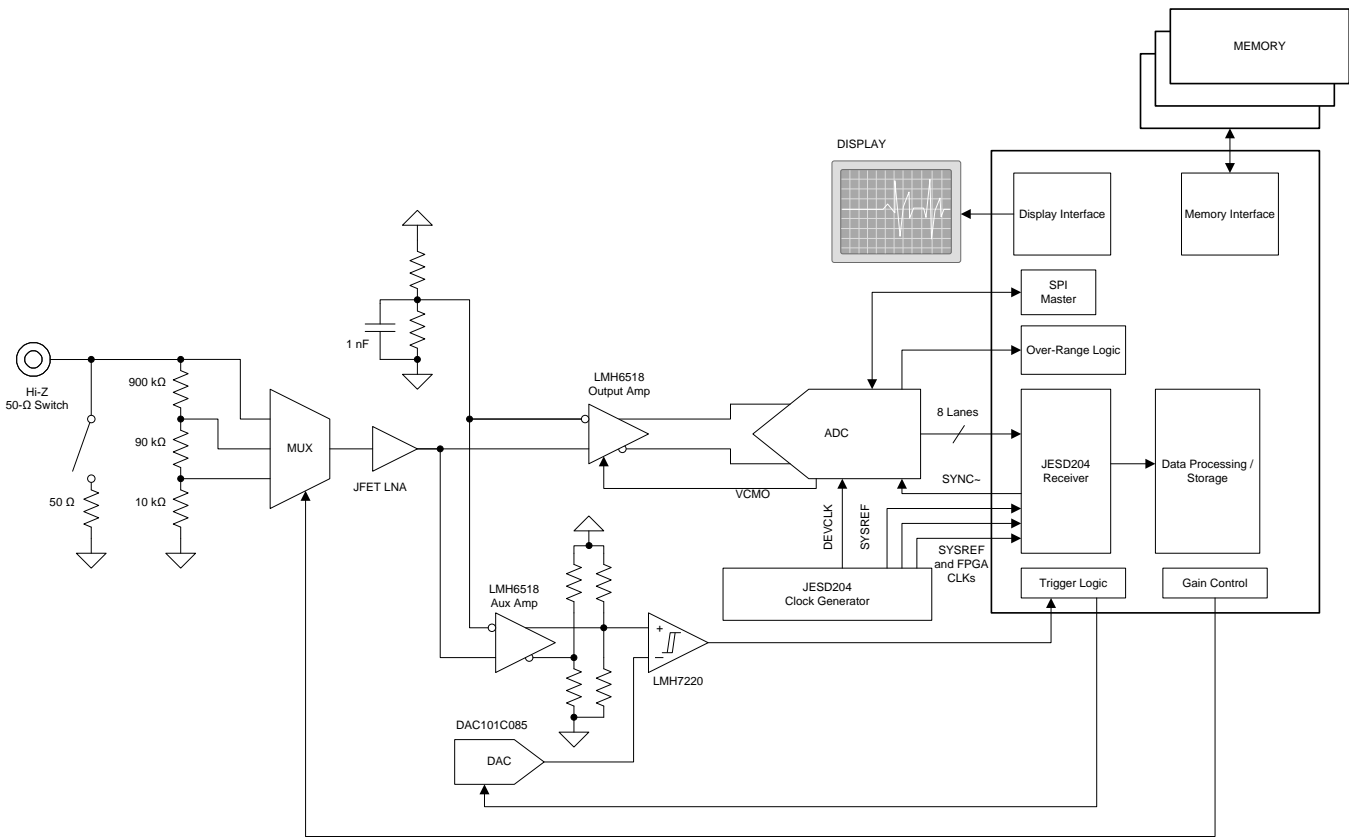 MEMORY
DISPLAY
Display Interface
Memory Interface
SPI
Master
1 nF
Over-Range Logic
Hi-Z
50-Ω Switch
900 kΩ
90 kΩ
10 kΩ
50 Ω
MUX
JFET LNA
LMH6518
Output Amp
ADC
8 Lanes
JESD204
Receiver
Data Processing /
Storage
VCMO
SYNC~
DEVCLK
SYSREF
SYSREF
and FPGA
CLKs
JESD204
Clock Generator
Trigger Logic
Gain Control
LMH6518
Aux Amp
+
−
LMH7220
DAC101C085
DAC